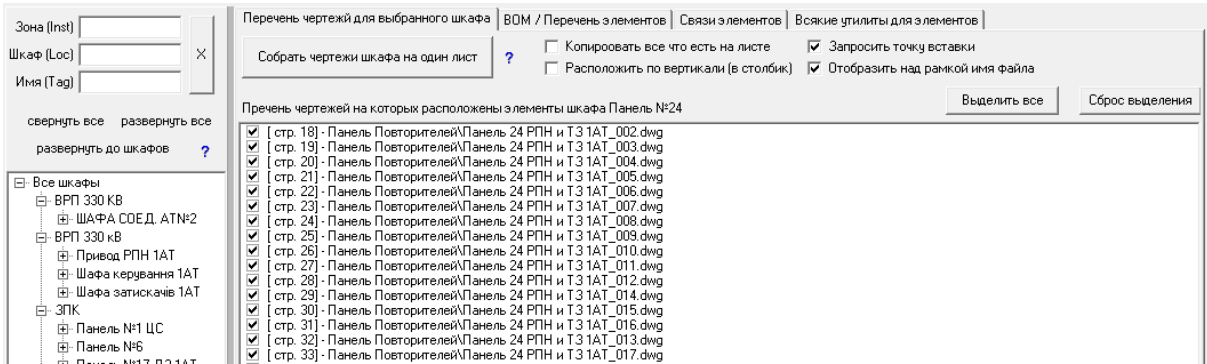 Зона (Inst)
Шкаф (Loc)
Имя (Tag)
X
свернуть все развернуть все
развернуть до шкафов ?
Все шкафы
ВРП 330 КВ
ШАФА СОЕД. АТ№2
ВРП 330 кВ
Привод РПН 1АТ
Шафа керування 1АТ
Шафа затискачів 1АТ
ЗПК
Панель №1 ЦС
Панель №6
Панель №17 ДЗ 1АТ
Перечень чертежй для выбранного шкафа ВОМ / Перечень элементов Связи элементов Всякие утилиты для элементов
Собрать чертежи шкафа на один лист ?
Копироовать все что есть на листе Запросить точку вставки
Расположить по вертикали (в столбик) Отобразить над рамкой имя файла
Пречень чертежей на которых расположены элементы шкафа Панель №24 Выделить все Сброс выделения
[ стр. 18] - Панель Повторителей\Панель 24 РПН и ТЗ 1АТ_002.dwg
[ стр. 19] - Панель Повторителей\Панель 24 РПН и ТЗ 1АТ_003.dwg
[ стр. 20] - Панель Повторителей\Панель 24 РПН и ТЗ 1АТ_004.dwg
[ стр. 21] - Панель Повторителей\Панель 24 РПН и ТЗ 1АТ_005.dwg
[ стр. 22] - Панель Повторителей\Панель 24 РПН и ТЗ 1АТ_006.dwg
[ стр. 23] - Панель Повторителей\Панель 24 РПН и ТЗ 1АТ_007.dwg
[ стр. 24] - Панель Повторителей\Панель 24 РПН и ТЗ 1АТ_008.dwg
[ стр. 25] - Панель Повторителей\Панель 24 РПН и ТЗ 1АТ_009.dwg
[ стр. 26] - Панель Повторителей\Панель 24 РПН и ТЗ 1АТ_010.dwg
[ стр. 27] - Панель Повторителей\Панель 24 РПН и ТЗ 1АТ_011.dwg
[ стр. 28] - Панель Повторителей\Панель 24 РПН и ТЗ 1АТ_012.dwg
[ стр. 29] - Панель Повторителей\Панель 24 РПН и ТЗ 1АТ_014.dwg
[ стр. 30] - Панель Повторителей\Панель 24 РПН и ТЗ 1АТ_015.dwg
[ стр. 31] - Панель Повторителей\Панель 24 РПН и ТЗ 1АТ_016.dwg
[ стр. 32] - Панель Повторителей\Панель 24 РПН и ТЗ 1АТ_013.dwg
[ стр. 33] - Панель Повторителей\Панель 24 РПН и ТЗ 1АТ_017.dwg